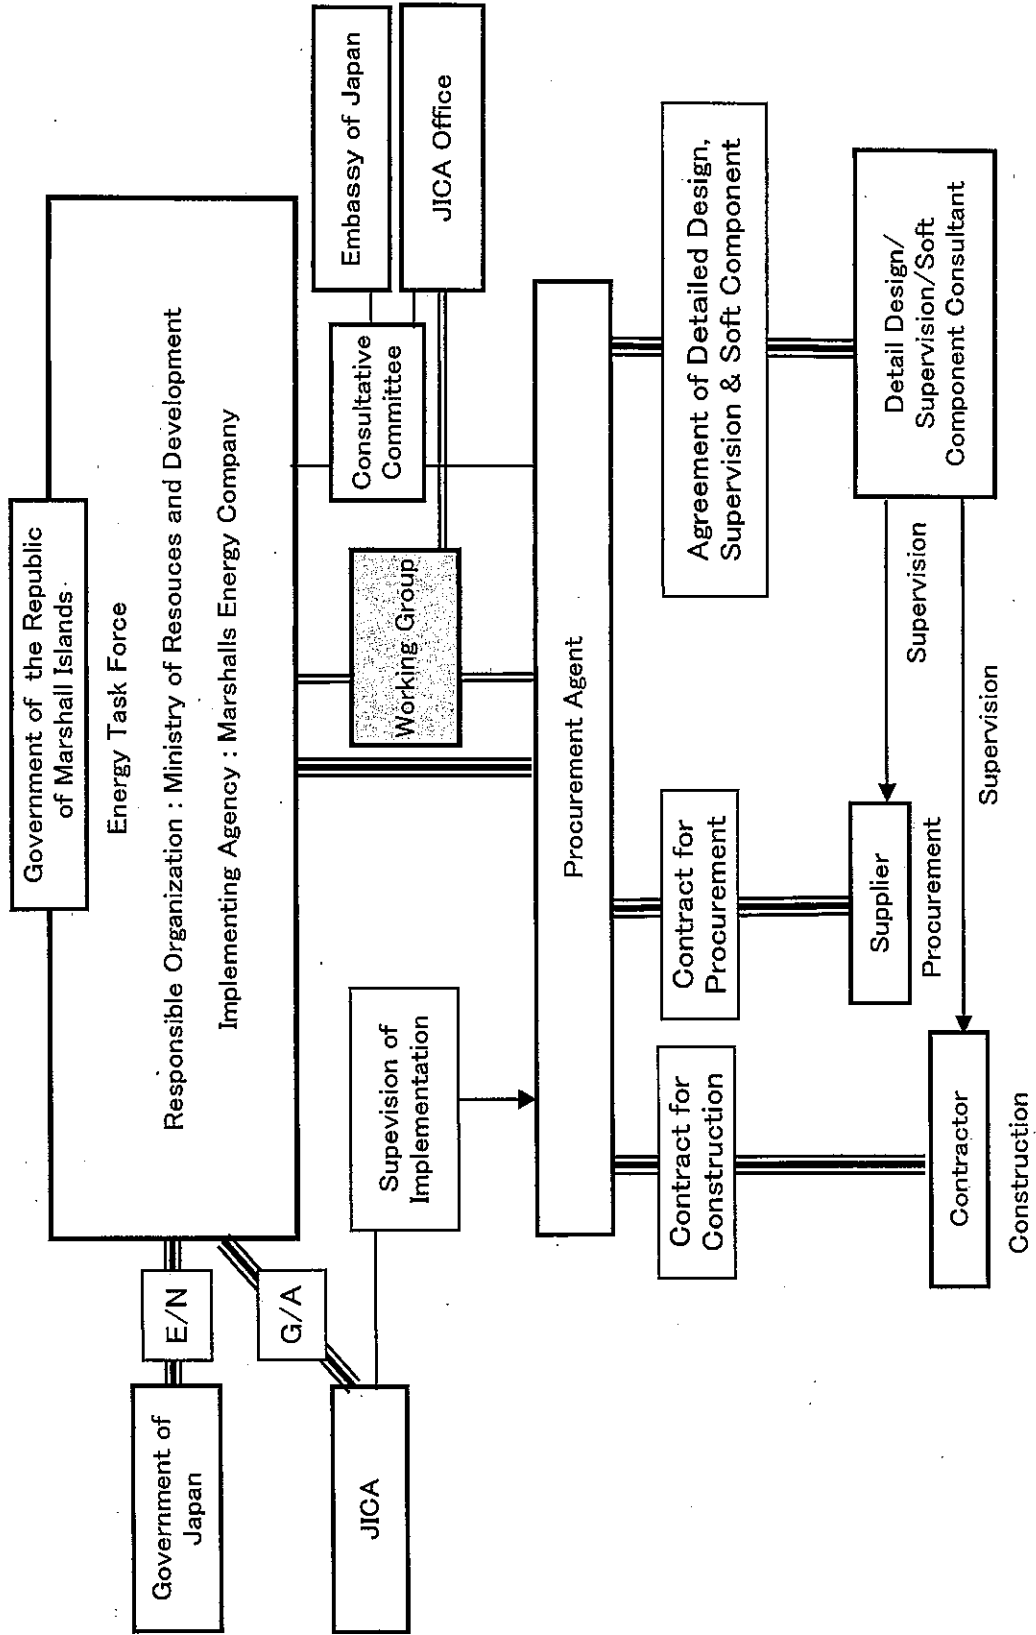 Government of the Republic
of Marshall Islands
Energy Task Force
Responsible Organization : Ministry of Resouces and Development
Implementing Agency : Marshalls Energy Company
Government of
Japan
E/N
G/A
JICA
Supevision of
Implementation
Working Group
Consultative
Committee
Embassy of Japan
JICA Office
Procurement Agent
Contract for
Construction
Contract for
Procurement
Agreement of Detailed Design,
Supervision & Soft Component
Contractor
Construction
Supplier
Procurement
Supervision
Supervision
Detail Design/
Supervision/Soft
Component Consultant